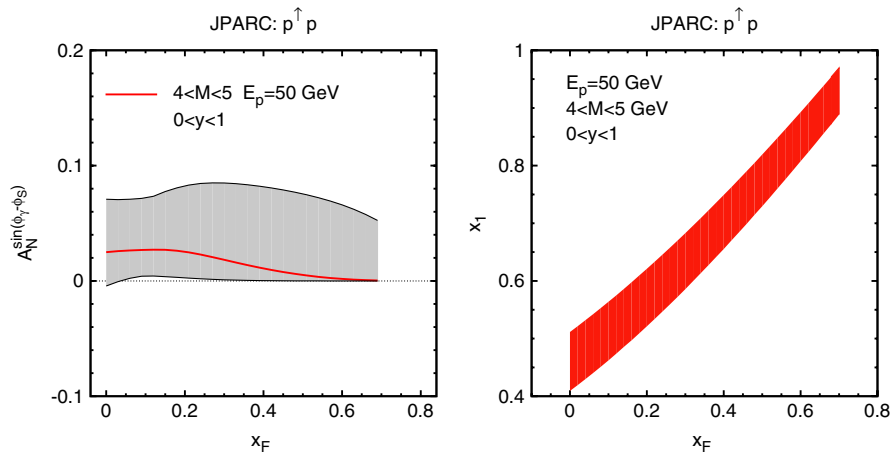 JPARC: p↑ p
0.2
0.1
0
-0.1
A_N^sin(ϕ_γ-ϕ_S)
4<M<5 E_p=50 GeV
0<y<1
0 0.2 0.4 0.6 0.8
x_F
JPARC: p↑ p
1
0.8
0.6
0.4
x_1
E_p=50 GeV
4<M<5 GeV
0<y<1
0 0.2 0.4 0.6 0.8
x_F